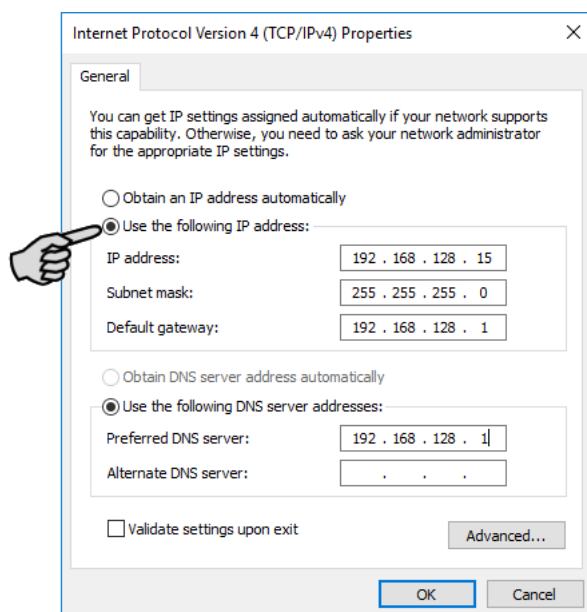 Internet Protocol Version 4 (TCP/IPv4) Properties
General
You can get IP settings assigned automatically if your network supports
this capability. Otherwise, you need to ask your network administrator
for the appropriate IP settings.
Obtain an IP address automatically
Use the following IP address:
IP address: 192 . 168 . 128 . 15
Subnet mask: 255 . 255 . 255 . 0
Default gateway: 192 . 168 . 128 . 1
Obtain DNS server address automatically
Use the following DNS server addresses:
Preferred DNS server: 192 . 168 . 128 . 1
Alternate DNS server: . . .
Validate settings upon exit
Advanced...
OK Cancel